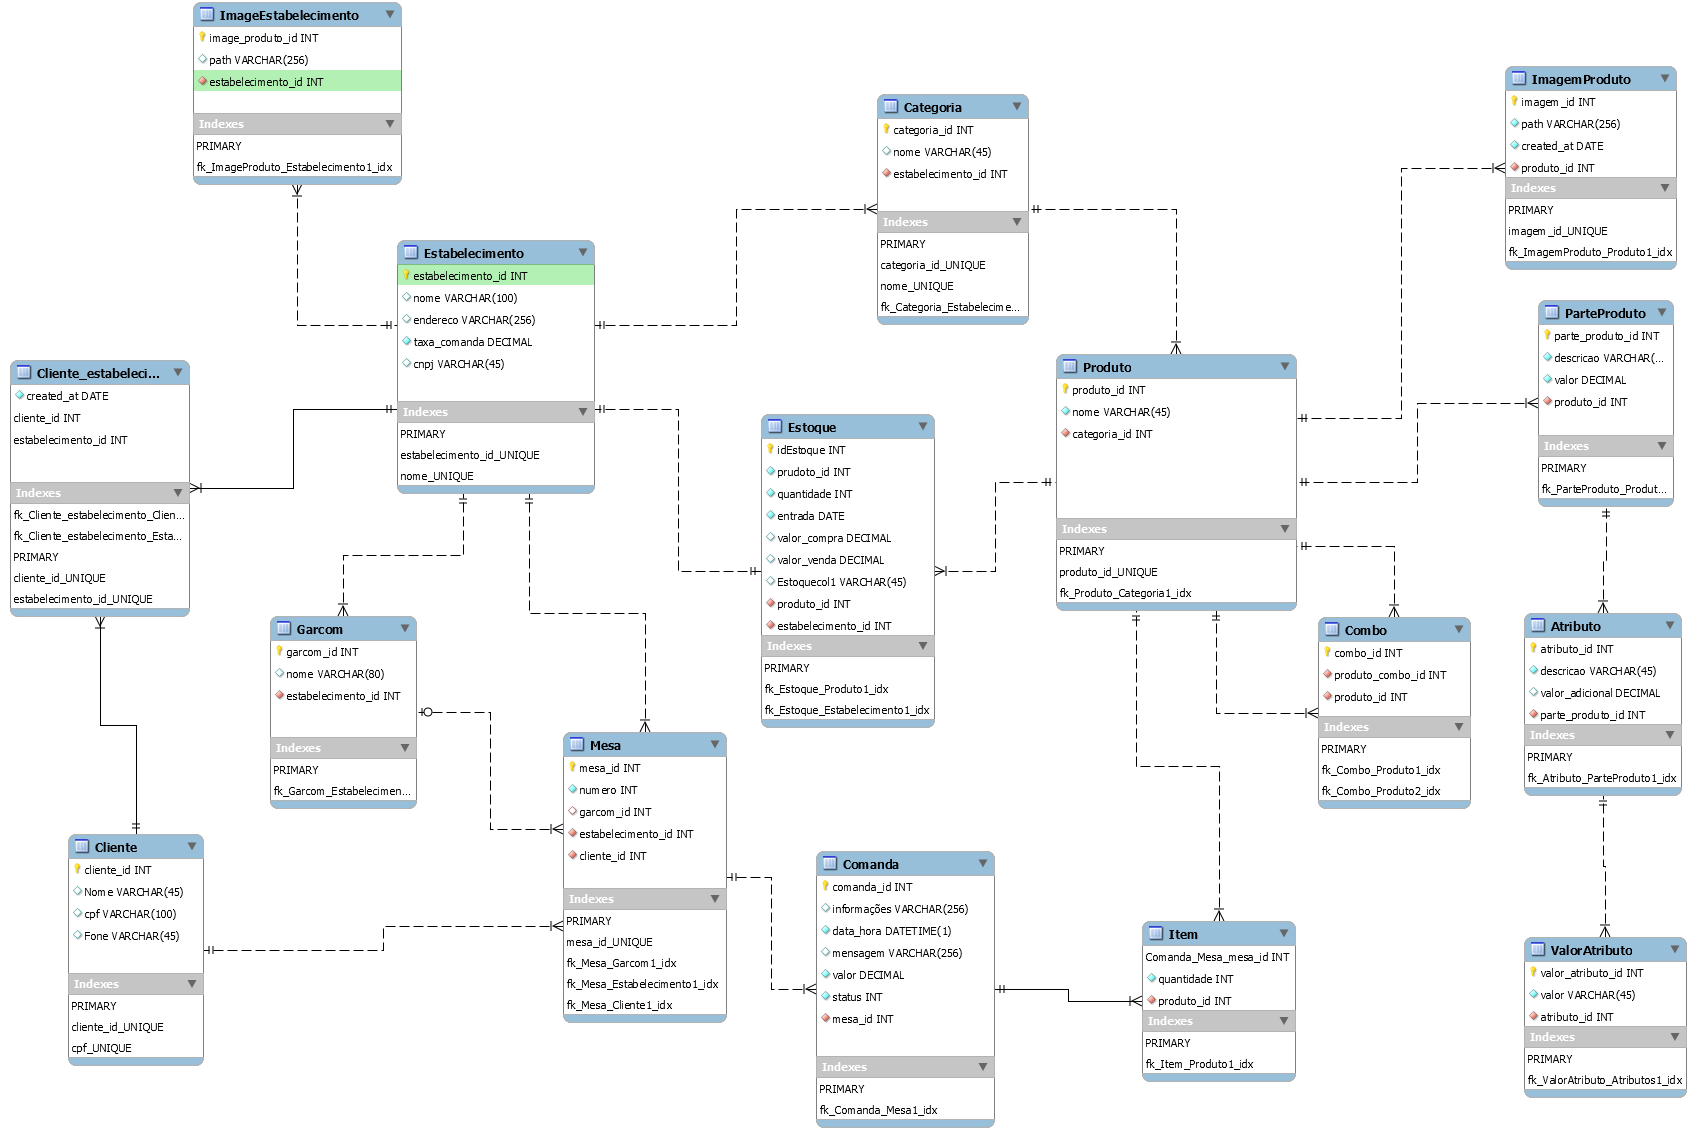 ImageEstabelecimento
image_produto_id INT
path VARCHAR(256)
estabelecimento_id INT
Indexes
PRIMARY
fk_ImageProduto_Estabelecimento1_idx
Categoria
categoria_id INT
nome VARCHAR(45)
estabelecimento_id INT
Indexes
PRIMARY
categoria_id_UNIQUE
nome_UNIQUE
fk_Categoria_Estabelecime...
ImagemProduto
imagem_id INT
path VARCHAR(256)
created_at DATE
produto_id INT
Indexes
PRIMARY
imagem_id_UNIQUE
fk_ImagemProduto_Produto1_idx
Estabelecimento
estabelecimento_id INT
nome VARCHAR(100)
endereco VARCHAR(256)
taxa_comanda DECIMAL
cnpj VARCHAR(45)
Indexes
PRIMARY
estabelecimento_id_UNIQUE
nome_UNIQUE
ParteProduto
parte_produto_id INT
descricao VARCHAR(...
valor DECIMAL
produto_id INT
Indexes
PRIMARY
fk_ParteProduto_Produt...
Cliente_estabeleci...
created_at DATE
cliente_id INT
estabelecimento_id INT
Indexes
fk_Cliente_estabelecimento_Clien...
fk_Cliente_estabelecimento_Esta...
PRIMARY
cliente_id_UNIQUE
estabelecimento_id_UNIQUE
Produto
produto_id INT
nome VARCHAR(45)
categoria_id INT
Indexes
PRIMARY
produto_id_UNIQUE
fk_Produto_Categoria1_idx
Estoque
idEstoque INT
prudoto_id INT
quantidade INT
entrada DATE
valor_compra DECIMAL
valor_venda DECIMAL
Estoquecol1 VARCHAR(45)
produto_id INT
estabelecimento_id INT
Indexes
PRIMARY
fk_Estoque_Produto1_idx
fk_Estoque_Estabelecimento1_idx
Garcom
garcom_id INT
nome VARCHAR(80)
estabelecimento_id INT
Indexes
PRIMARY
fk_Garcom_Estabelecimen...
Combo
combo_id INT
produto_combo_id INT
produto_id INT
Indexes
PRIMARY
fk_Combo_Produto1_idx
fk_Combo_Produto2_idx
Atributo
atributo_id INT
descricao VARCHAR(45)
valor_adicional DECIMAL
parte_produto_id INT
Indexes
PRIMARY
fk_Atributo_ParteProduto1_idx
Mesa
mesa_id INT
numero INT
garcom_id INT
estabelecimento_id INT
cliente_id INT
Indexes
PRIMARY
mesa_id_UNIQUE
fk_Mesa_Garcom1_idx
fk_Mesa_Estabelecimento1_idx
fk_Mesa_Cliente1_idx
Cliente
cliente_id INT
Nome VARCHAR(45)
cpf VARCHAR(100)
Fone VARCHAR(45)
Indexes
PRIMARY
cliente_id_UNIQUE
cpf_UNIQUE
Comanda
comanda_id INT
informações VARCHAR(256)
data_hora DATETIME(1)
mensagem VARCHAR(256)
valor DECIMAL
status INT
mesa_id INT
Indexes
PRIMARY
fk_Comanda_Mesa1_idx
Item
Comanda_Mesa_mesa_id INT
quantidade INT
produto_id INT
Indexes
PRIMARY
fk_Item_Produto1_idx
ValorAtributo
valor_atributo_id INT
valor VARCHAR(45)
atributo_id INT
Indexes
PRIMARY
fk_ValorAtributo_Atributos1_idx